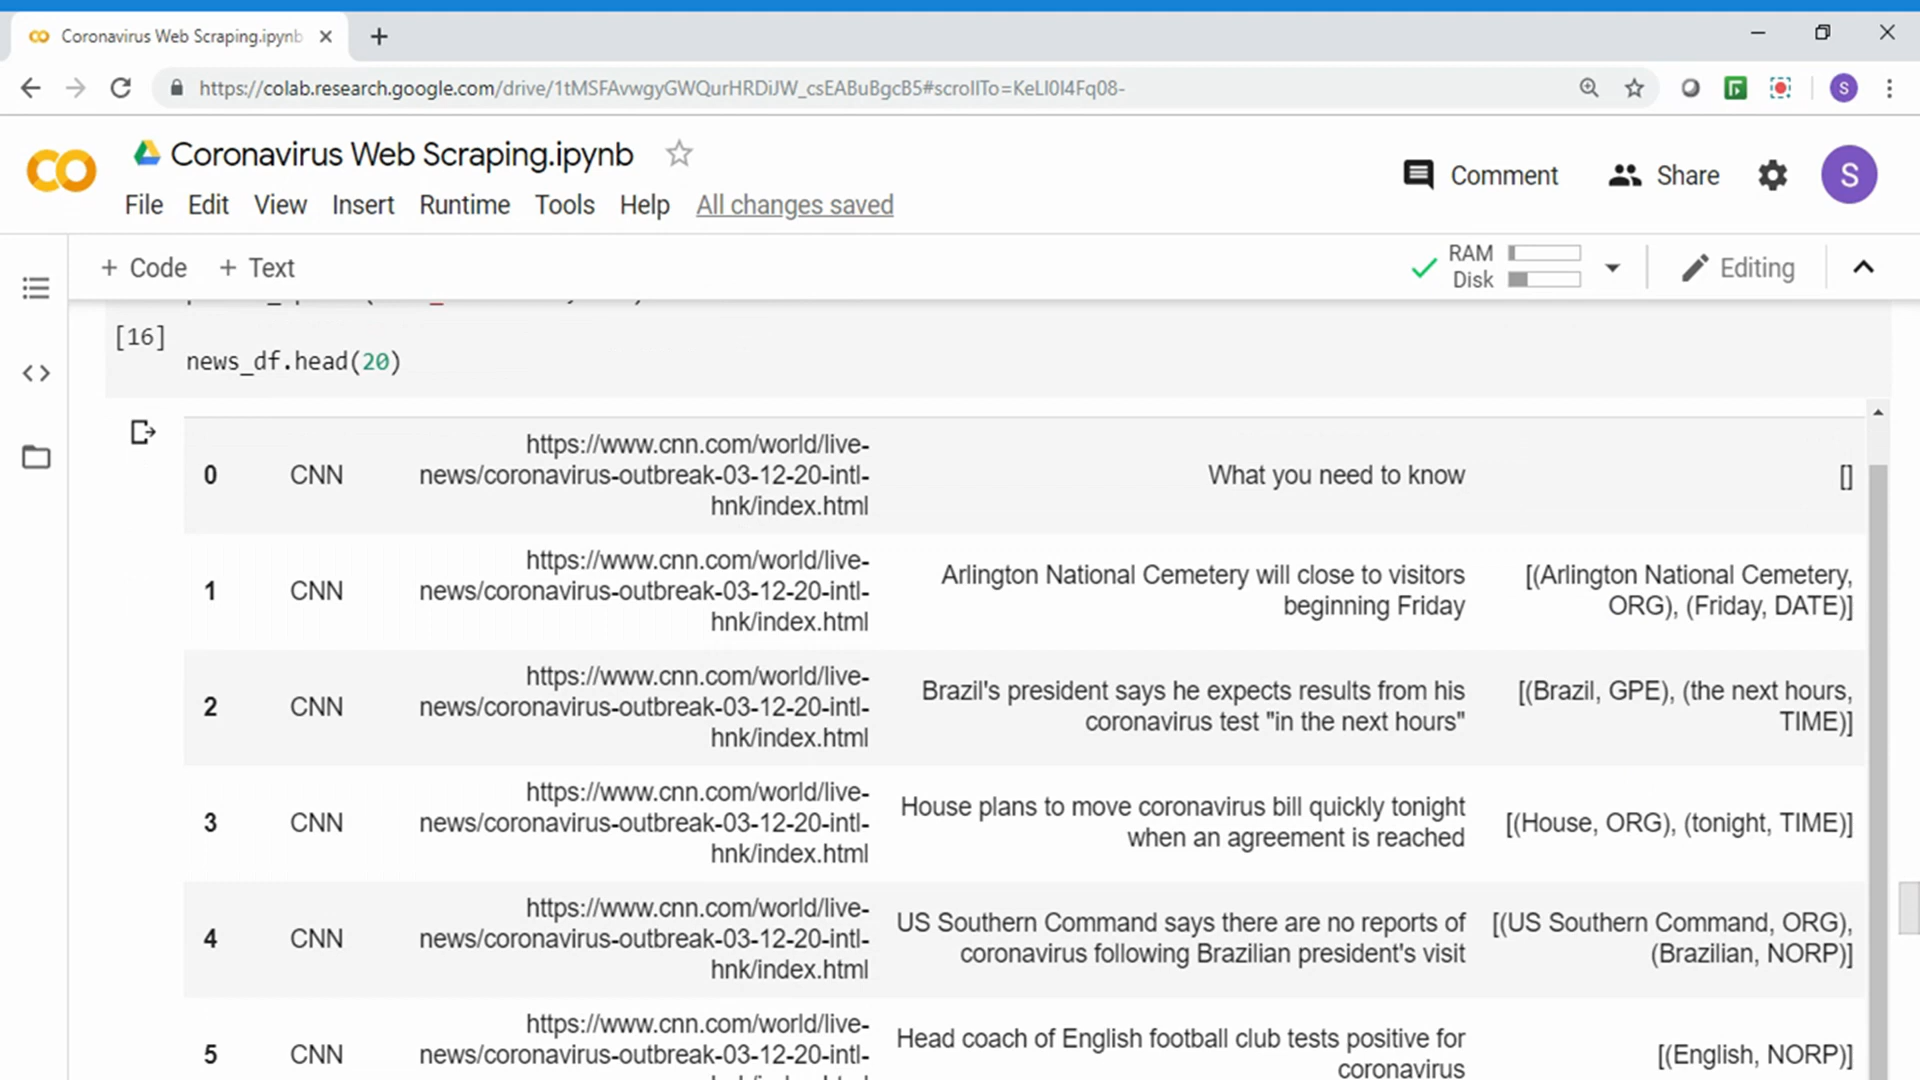 Coronavirus Web Scraping.ipynb
https://colab.research.google.com/drive/1tMSFAvwgyGWQurHRDiJW_csEABuBgcB5#scrollTo=KeLl0I4Fq08-
S
Coronavirus Web Scraping.ipynb
Comment
Share
S
File Edit View Insert Runtime Tools Help All changes saved
+ Code + Text
RAM
Disk
Editing
[16]
news_df.head(20)
0 CNN
https://www.cnn.com/world/live-
news/coronavirus-outbreak-03-12-20-intl-
hnk/index.html
What you need to know
[]
1 CNN
https://www.cnn.com/world/live-
news/coronavirus-outbreak-03-12-20-intl-
hnk/index.html
Arlington National Cemetery will close to visitors
beginning Friday
[(Arlington National Cemetery,
ORG), (Friday, DATE)]
2 CNN
https://www.cnn.com/world/live-
news/coronavirus-outbreak-03-12-20-intl-
hnk/index.html
Brazil's president says he expects results from his
coronavirus test "in the next hours"
[(Brazil, GPE), (the next hours,
TIME)]
3 CNN
https://www.cnn.com/world/live-
news/coronavirus-outbreak-03-12-20-intl-
hnk/index.html
House plans to move coronavirus bill quickly tonight
when an agreement is reached
[(House, ORG), (tonight, TIME)]
4 CNN
https://www.cnn.com/world/live-
news/coronavirus-outbreak-03-12-20-intl-
hnk/index.html
US Southern Command says there are no reports of
coronavirus following Brazilian president's visit
[(US Southern Command, ORG),
(Brazilian, NORP)]
5 CNN
https://www.cnn.com/world/live-
news/coronavirus-outbreak-03-12-20-intl-
Head coach of English football club tests positive for
coronavirus
[(English, NORP)]